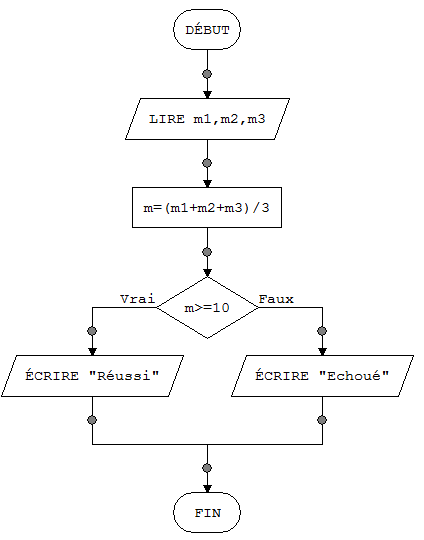 DÉBUT
LIRE m1,m2,m3
m=(m1+m2+m3)/3
Vrai
m>=10
Faux
ÉCRIRE "Réussi"
ÉCRIRE "Echoué"
FIN